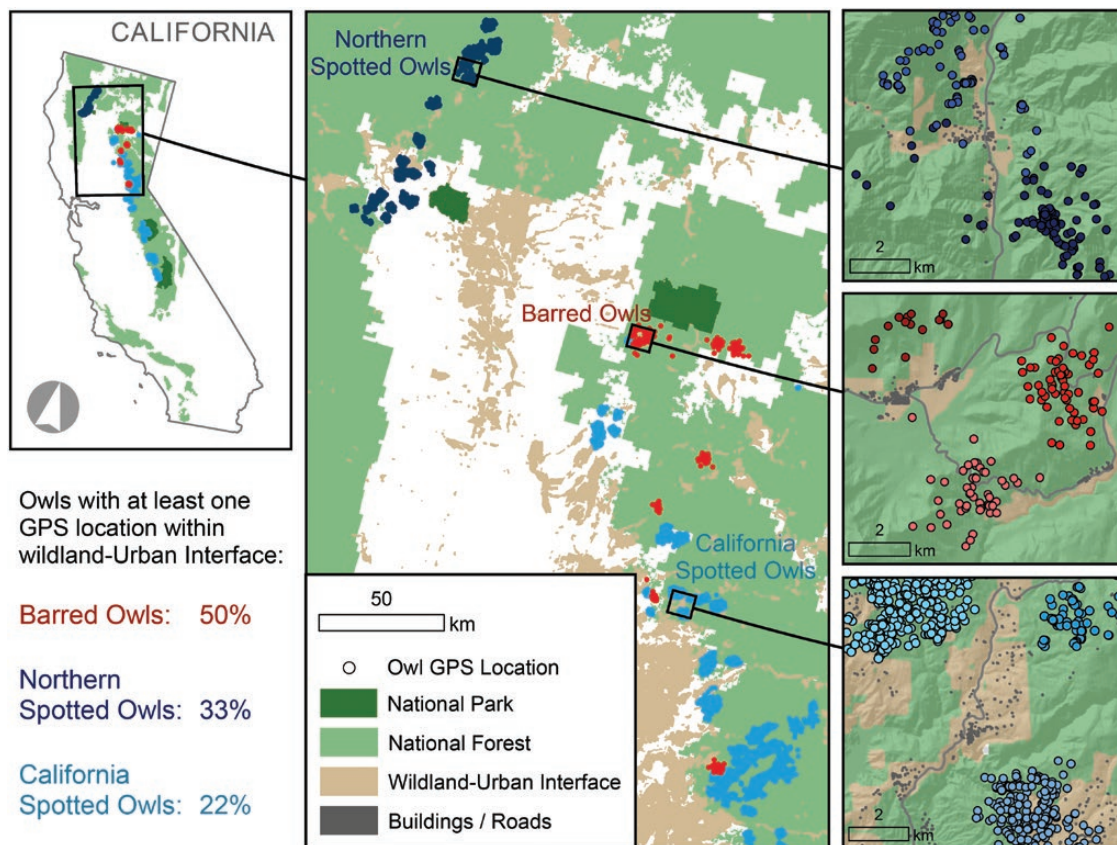 CALIFORNIA
Owls with at least one
GPS location within
wildland-Urban Interface:
Barred Owls: 50%
Northern
Spotted Owls: 33%
California
Spotted Owls: 22%
Northern
Spotted Owls
Barred Owls
California
Spotted Owls
50
km
Owl GPS Location
National Park
National Forest
Wildland-Urban Interface
Buildings / Roads
2
km
2
km
2
km